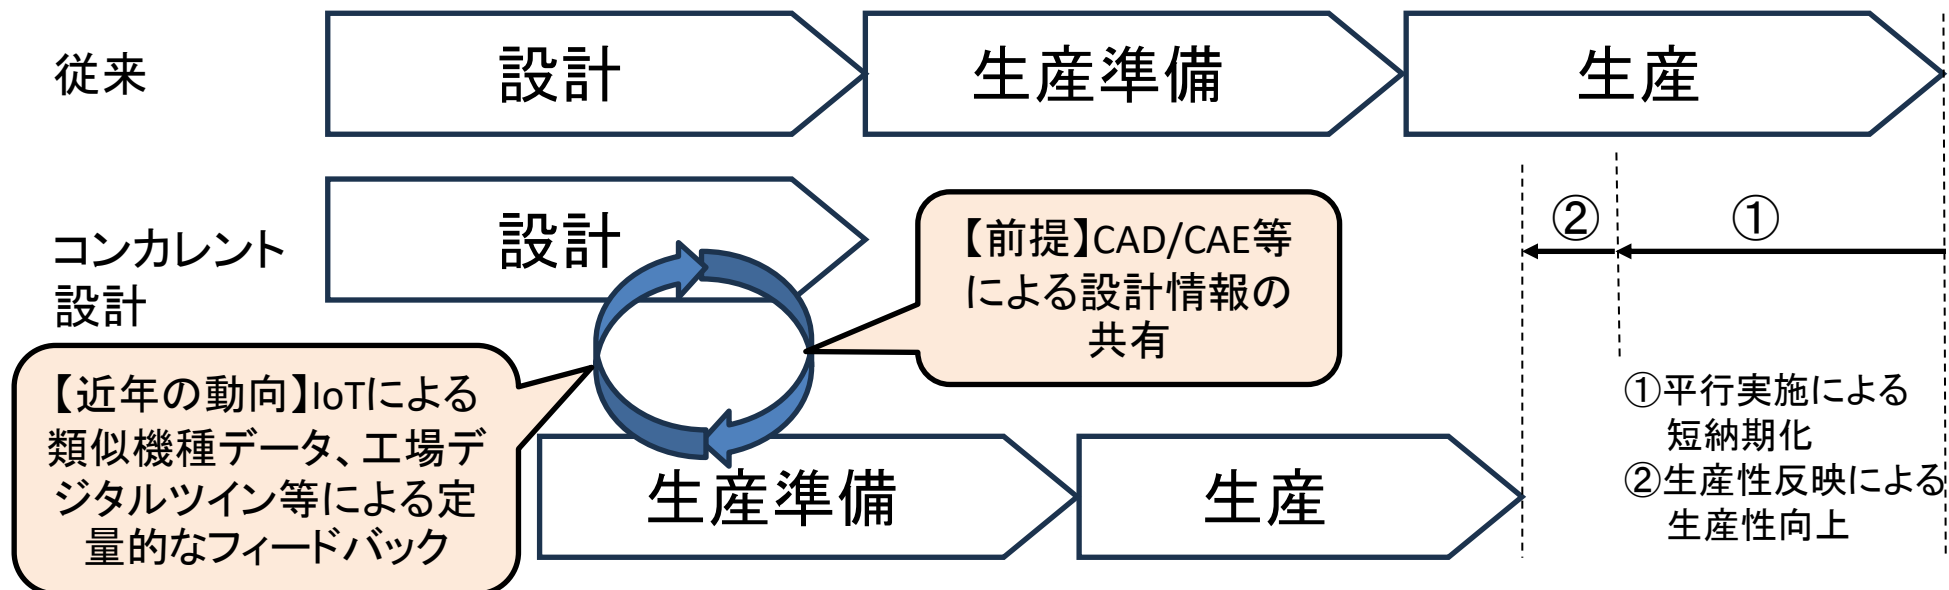 従来
設計
生産準備
生産
コンカレント
設計
設計
【前提】CAD/CAE等
による設計情報の
共有
②
①
【近年の動向】IoTによる
類似機種データ、工場デ
ジタルツイン等による定
量的なフィードバック
生産準備
生産
①平行実施による
短納期化
②生産性反映による
生産性向上